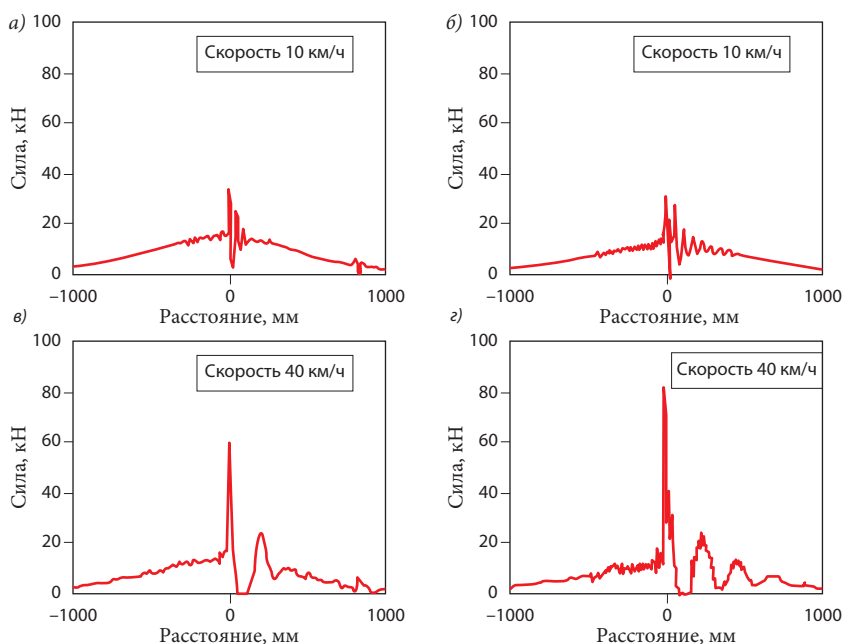 а)
Скорость 10 км/ч
Сила, кН
100
80
60
40
20
0
–1000
0
1000
Расстояние, мм
б)
Скорость 10 км/ч
Сила, кН
100
80
60
40
20
0
–1000
0
1000
Расстояние, мм
в)
Скорость 40 км/ч
Сила, кН
100
80
60
40
20
0
–1000
0
1000
Расстояние, мм
г)
Скорость 40 км/ч
Сила, кН
100
80
60
40
20
0
–1000
0
1000
Расстояние, мм